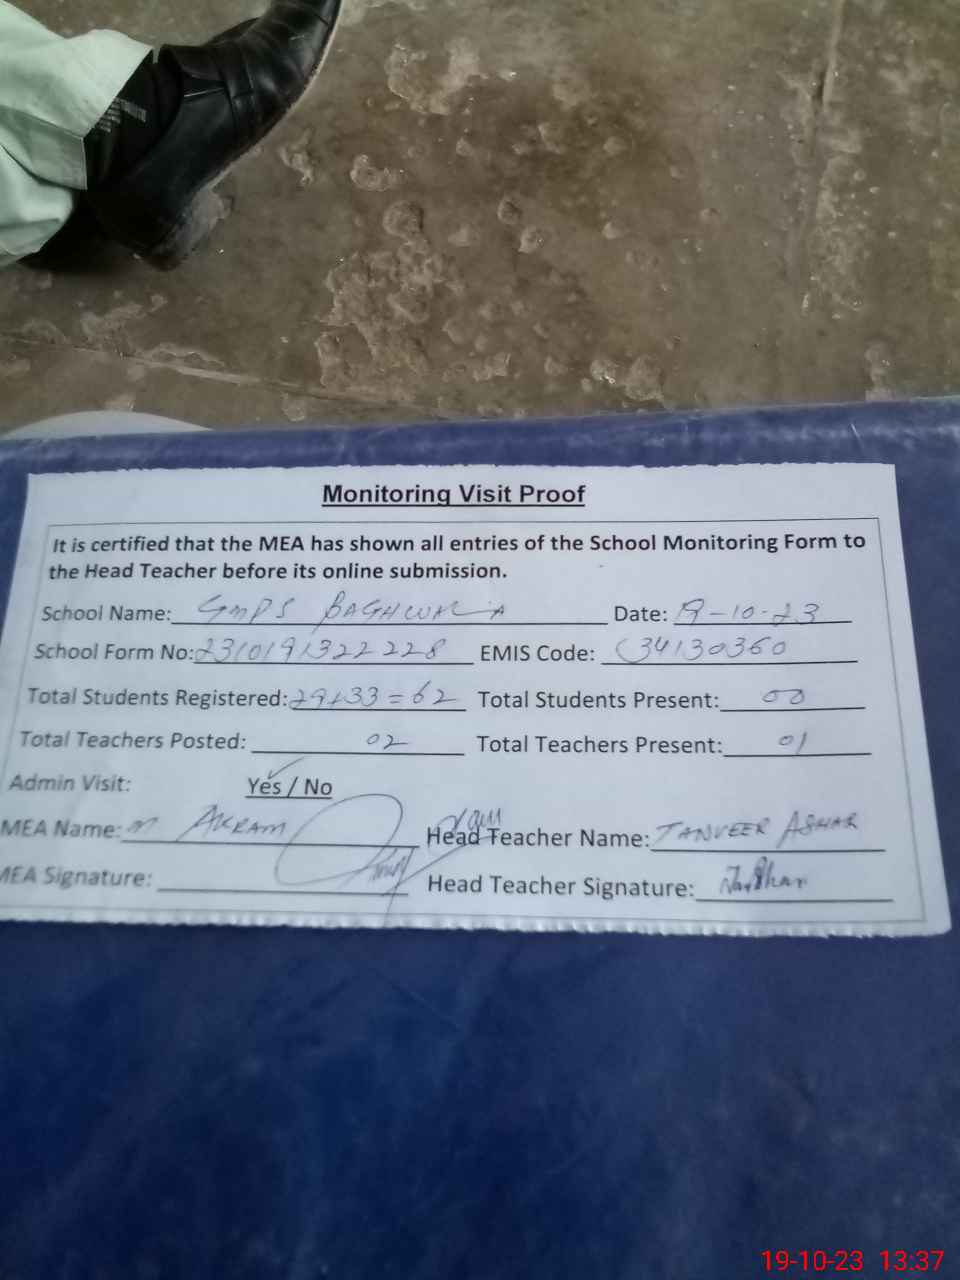 Monitoring Visit Proof
It is certified that the MEA has shown all entries of the School Monitoring Form to
the Head Teacher before its online submission.
School Name: GMPS BAGHWALA Date: 19-10-23
School Form No: 2310191322228 EMIS Code: 34130360
Total Students Registered: 29+33=62 Total Students Present: 00
Total Teachers Posted: 02 Total Teachers Present: 01
Admin Visit: Yes / No
MEA Name: M AKRAM Head Teacher Name: TANVEER ASHAR
MEA Signature: Head Teacher Signature:
19-10-23 13:37